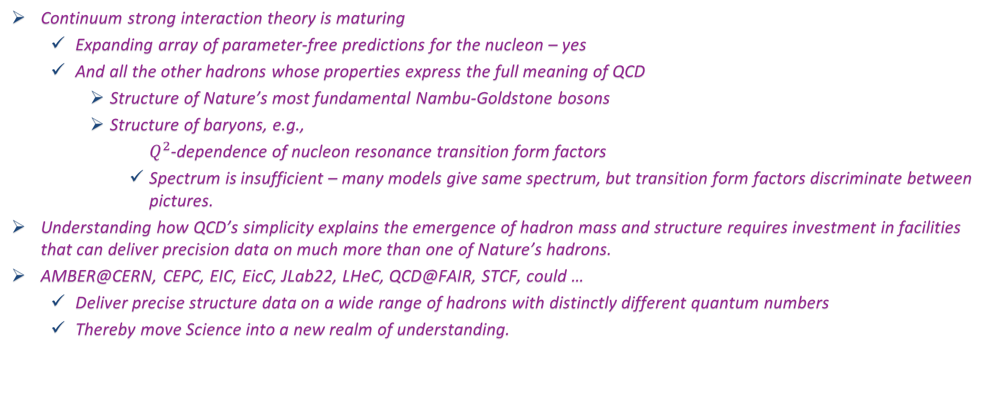 ➢ Continuum strong interaction theory is maturing
✓ Expanding array of parameter-free predictions for the nucleon – yes
✓ And all the other hadrons whose properties express the full meaning of QCD
➢ Structure of Nature’s most fundamental Nambu-Goldstone bosons
➢ Structure of baryons, e.g.,
Q²-dependence of nucleon resonance transition form factors
✓ Spectrum is insufficient – many models give same spectrum, but transition form factors discriminate between
pictures.
➢ Understanding how QCD’s simplicity explains the emergence of hadron mass and structure requires investment in facilities
that can deliver precision data on much more than one of Nature’s hadrons.
➢ AMBER@CERN, CEPC, EIC, EicC, JLab22, LHeC, QCD@FAIR, STCF, could …
✓ Deliver precise structure data on a wide range of hadrons with distinctly different quantum numbers
✓ Thereby move Science into a new realm of understanding.